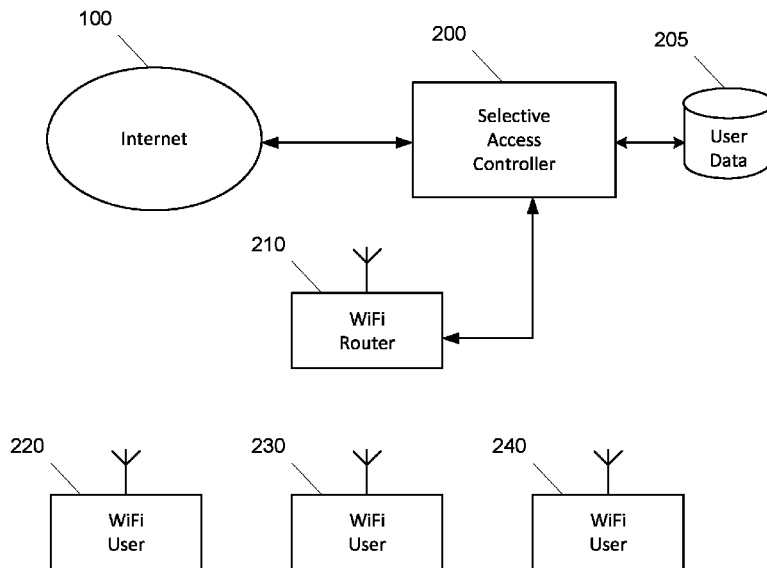 100
200
205
Internet
Selective
Access
Controller
User
Data
210
WiFi
Router
220
230
240
WiFi
User
WiFi
User
WiFi
User